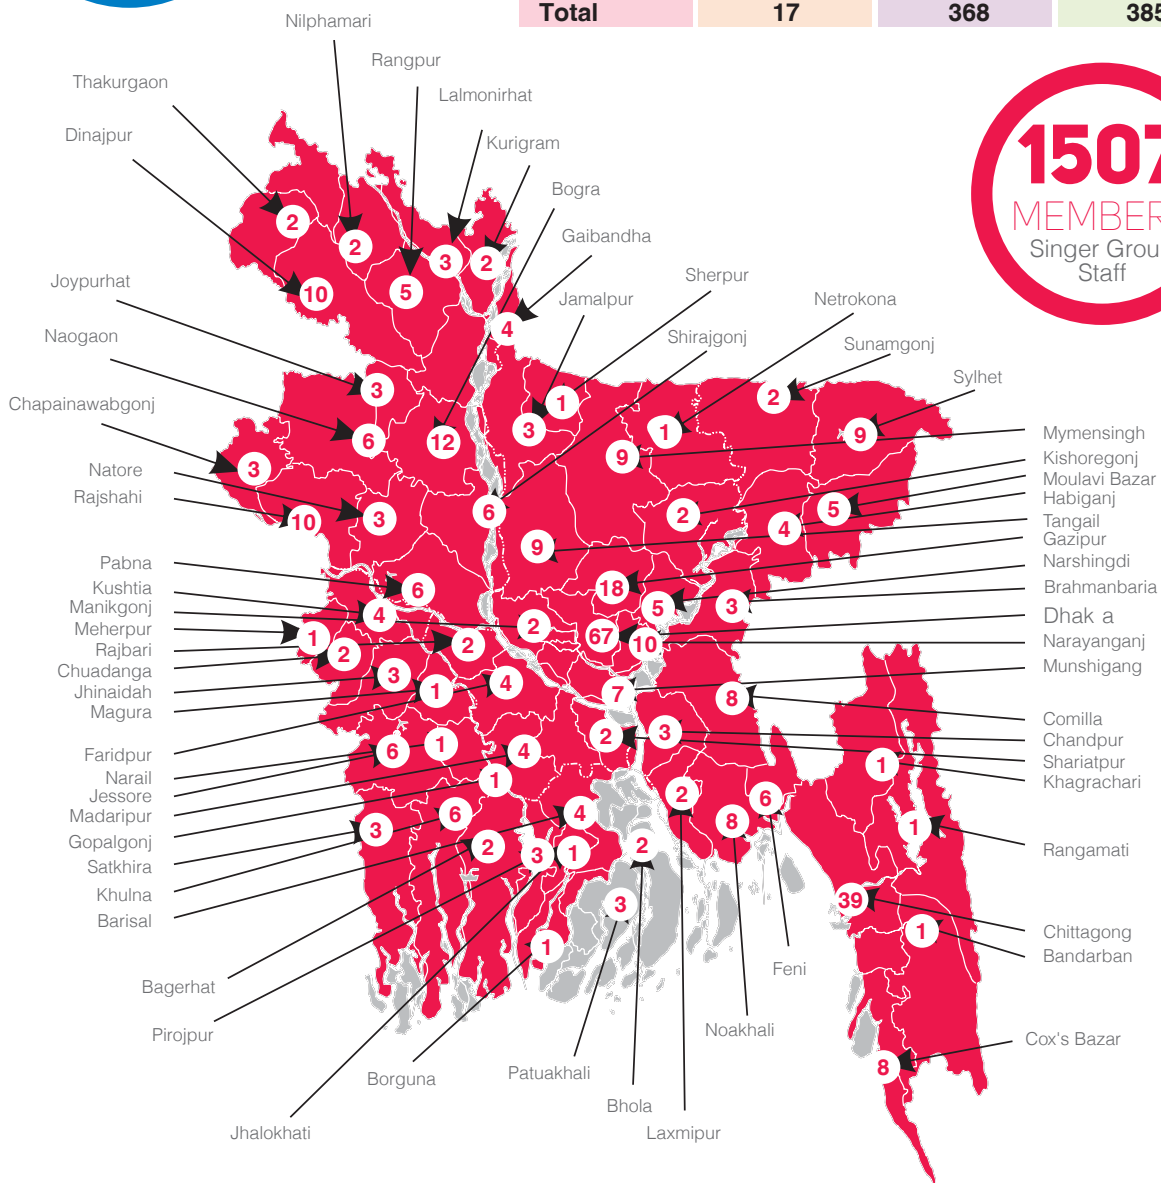 Total 17 368 385
Nilphamari
Rangpur
Thakurgaon
Lalmonirhat
Dinajpur
Kurigram
Bogra
Gaibandha
Joypurhat
Jamalpur
Sherpur
Netrokona
Naogaon
Shirajgonj
Sunamgonj
Sylhet
Chapainawabgonj
Natore
Rajshahi
Pabna
Kushtia
Manikgonj
Meherpur
Rajbari
Chuadanga
Jhinaidah
Magura
Faridpur
Narail
Jessore
Madaripur
Gopalgonj
Satkhira
Khulna
Barisal
Bagerhat
Pirojpur
Jhalokhati
Borguna
Patuakhali
Bhola
Laxmipur
Noakhali
Feni
1507
MEMBER
Singer Grou
Staff
Mymensingh
Kishoregonj
Moulavi Bazar
Habiganj
Tangail
Gazipur
Narshingdi
Brahmanbaria
Dhak a
Narayanganj
Munshigang
Comilla
Chandpur
Shariatpur
Khagrachari
Rangamati
Chittagong
Bandarban
Cox's Bazar
2
2
3 2
10 5
4
3
1 2
6 12 3 1 9
3 9
10 3 6 2 4 5
9
6 18
4 5 3
1 2 2 2 67 10
3 1 4 7 8
6 1 4 2 3
1 1
3 6 4 2 8 6 1
2 3 1 2
3 39
1 1
8